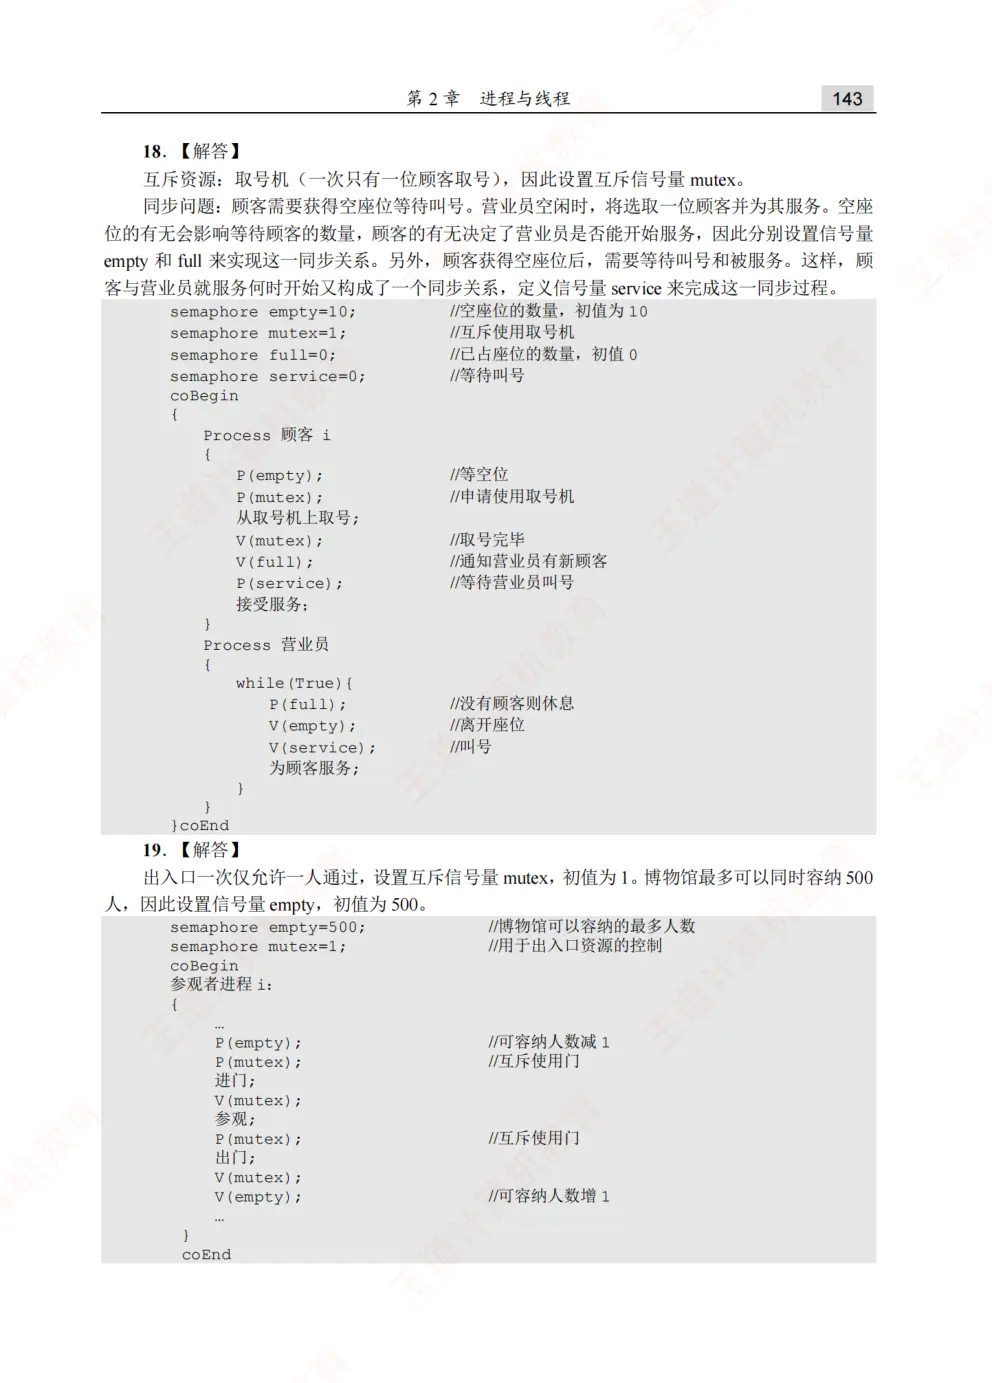 第 2 章 进程与线程 143
18．【解答】
互斥资源：取号机（一次只有一位顾客取号），因此设置互斥信号量 mutex。
同步问题：顾客需要获得空座位等待叫号。营业员空闲时，将选取一位顾客并为其服务。空座
位的有无会影响等待顾客的数量，顾客的有无决定了营业员是否能开始服务，因此分别设置信号量
empty 和 full 来实现这一同步关系。另外，顾客获得空座位后，需要等待叫号和被服务。这样，顾
客与营业员就服务何时开始又构成了一个同步关系，定义信号量 service 来完成这一同步过程。
semaphore empty=10; //空座位的数量，初值为 10
semaphore mutex=1; //互斥使用取号机
semaphore full=0; //已占座位的数量，初值 0
semaphore service=0; //等待叫号
coBegin
{
Process 顾客 i
{
P(empty); //等空位
P(mutex); //申请使用取号机
从取号机上取号;
V(mutex); //取号完毕
V(full); //通知营业员有新顾客
P(service); //等待营业员叫号
接受服务;
}
Process 营业员
{
while(True){
P(full); //没有顾客则休息
V(empty); //离开座位
V(service); //叫号
为顾客服务;
}
}
}coEnd
19．【解答】
出入口一次仅允许一人通过，设置互斥信号量 mutex，初值为 1。博物馆最多可以同时容纳 500
人，因此设置信号量 empty，初值为 500。
semaphore empty=500; //博物馆可以容纳的最多人数
semaphore mutex=1; //用于出入口资源的控制
coBegin
参观者进程 i:
{
…
P(empty); //可容纳人数减 1
P(mutex); //互斥使用门
进门;
V(mutex);
参观;
P(mutex); //互斥使用门
出门;
V(mutex);
V(empty); //可容纳人数增 1
…
}
coEnd
王道计算机教育